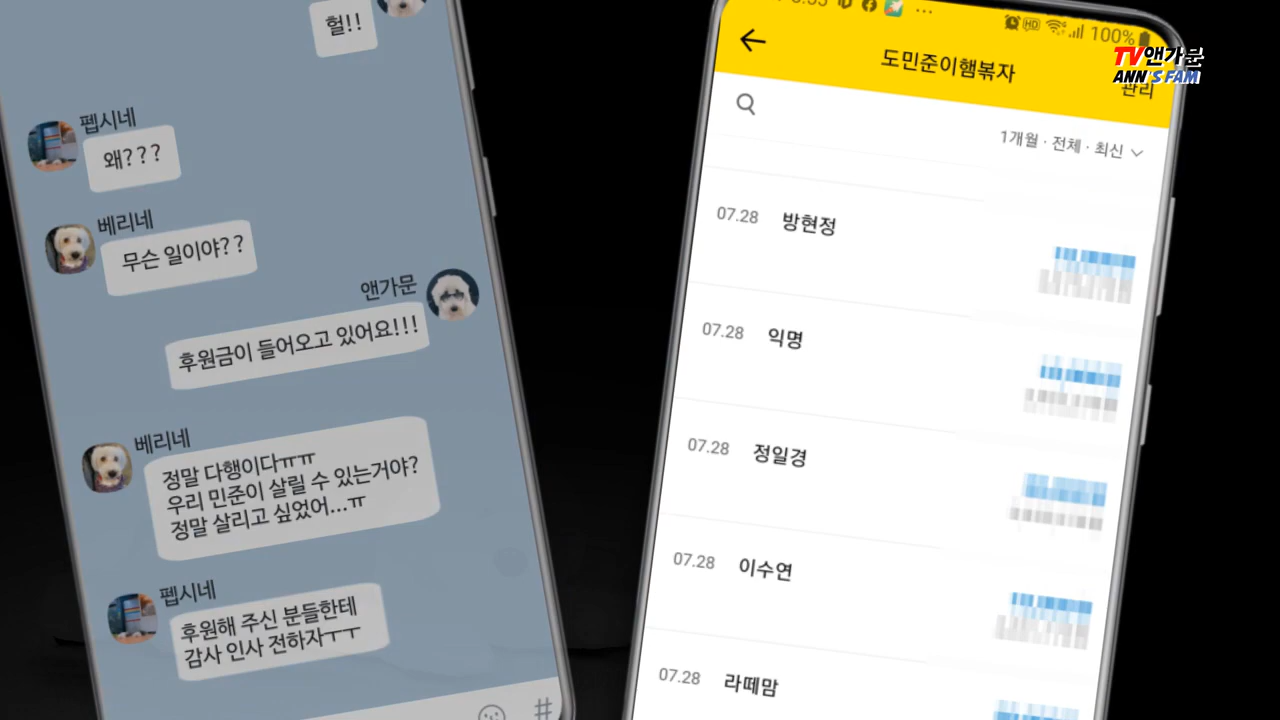 헐!!
펩시네
왜???
베리네
무슨 일이야??
앤가문
후원금이 들어오고 있어요!!!
베리네
정말 다행이다ㅠㅠ
우리 민준이 살릴 수 있는거야?
정말 살리고 싶었어...ㅠ
펩시네
후원해 주신 분들한테
감사 인사 전하자ㅜㅜ
#
HD
100%
도민준이햄볶자
관리
1개월 · 전체 · 최신
07.28 방현정
07.28 익명
07.28 정일경
07.28 이수연
07.28 라떼맘
TV앤가문
ANN'S FAM